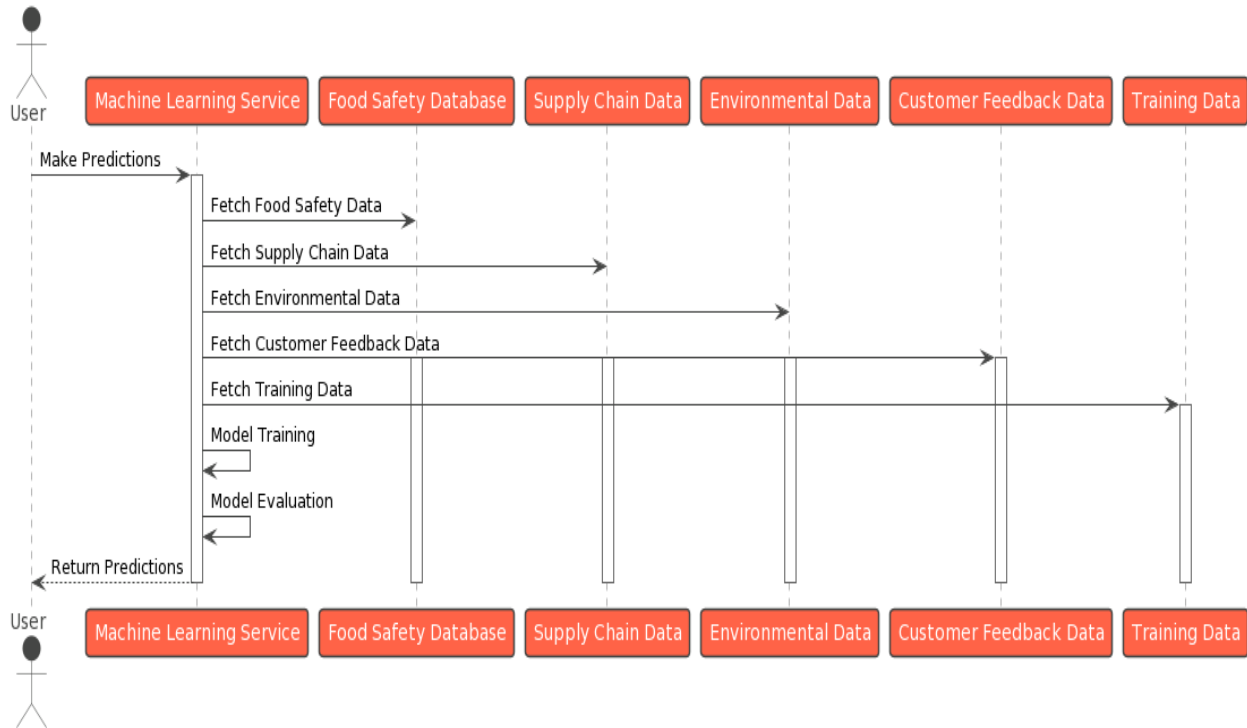 User
Machine Learning Service
Food Safety Database
Supply Chain Data
Environmental Data
Customer Feedback Data
Training Data
Make Predictions
Fetch Food Safety Data
Fetch Supply Chain Data
Fetch Environmental Data
Fetch Customer Feedback Data
Fetch Training Data
Model Training
Model Evaluation
Return Predictions
User
Machine Learning Service
Food Safety Database
Supply Chain Data
Environmental Data
Customer Feedback Data
Training Data